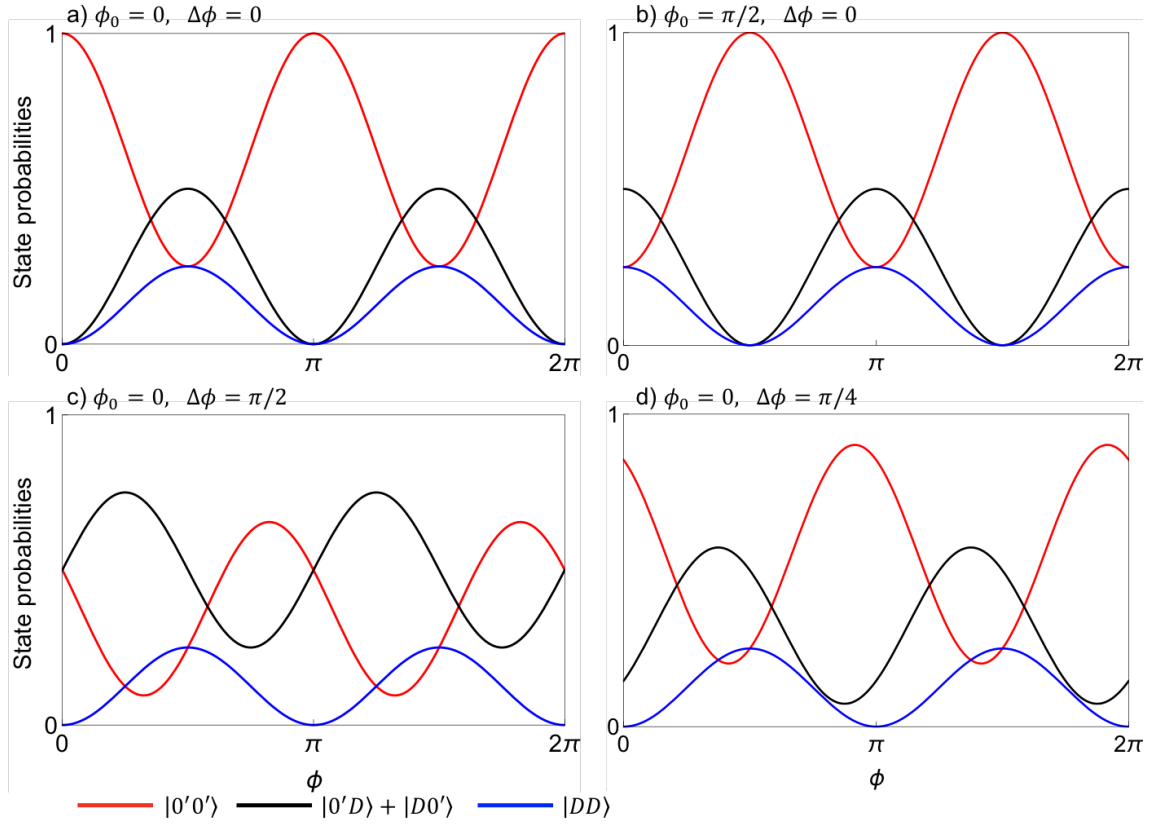 a) ϕ₀ = 0, Δϕ = 0
1
State probabilities
0
0
π
2π
b) ϕ₀ = π/2, Δϕ = 0
1
0
0
π
2π
c) ϕ₀ = 0, Δϕ = π/2
1
State probabilities
0
0
π
2π
ϕ
d) ϕ₀ = 0, Δϕ = π/4
1
0
0
π
2π
ϕ
|0′0′⟩ |0′D⟩ + |D0′⟩ |DD⟩